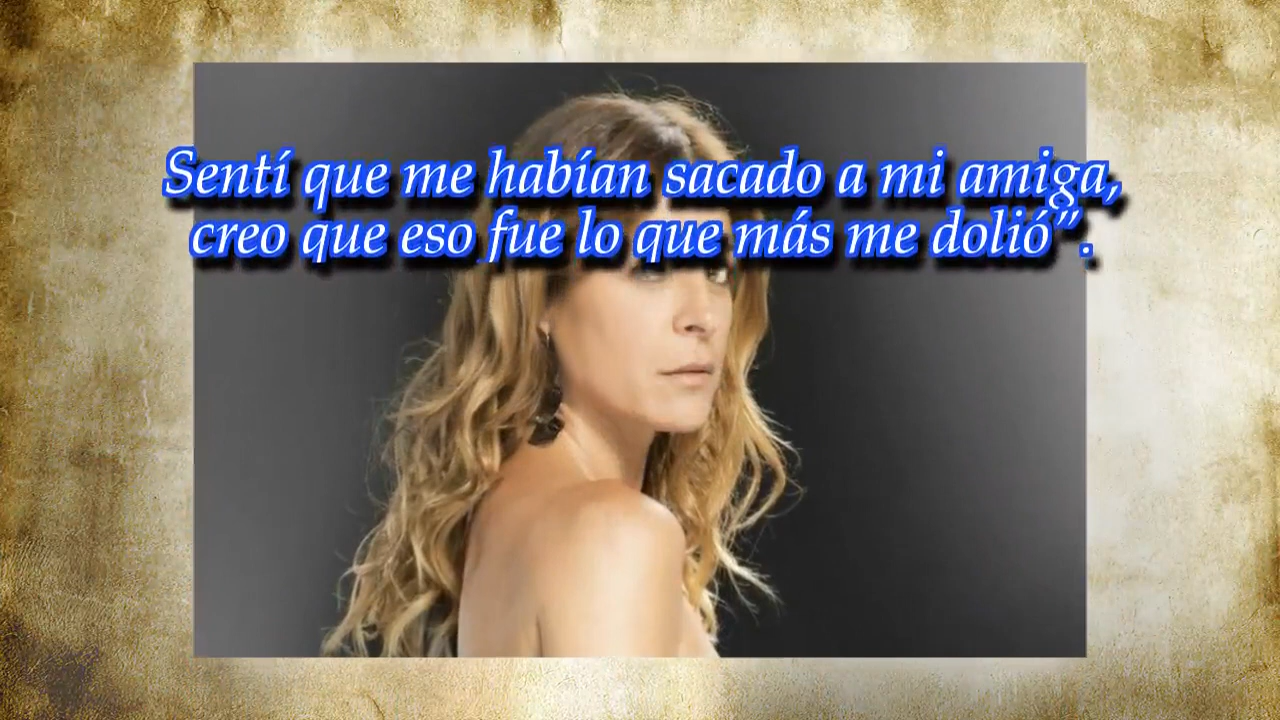 Sentí que me habían sacado a mi amiga,
creo que eso fue lo que más me dolió”.